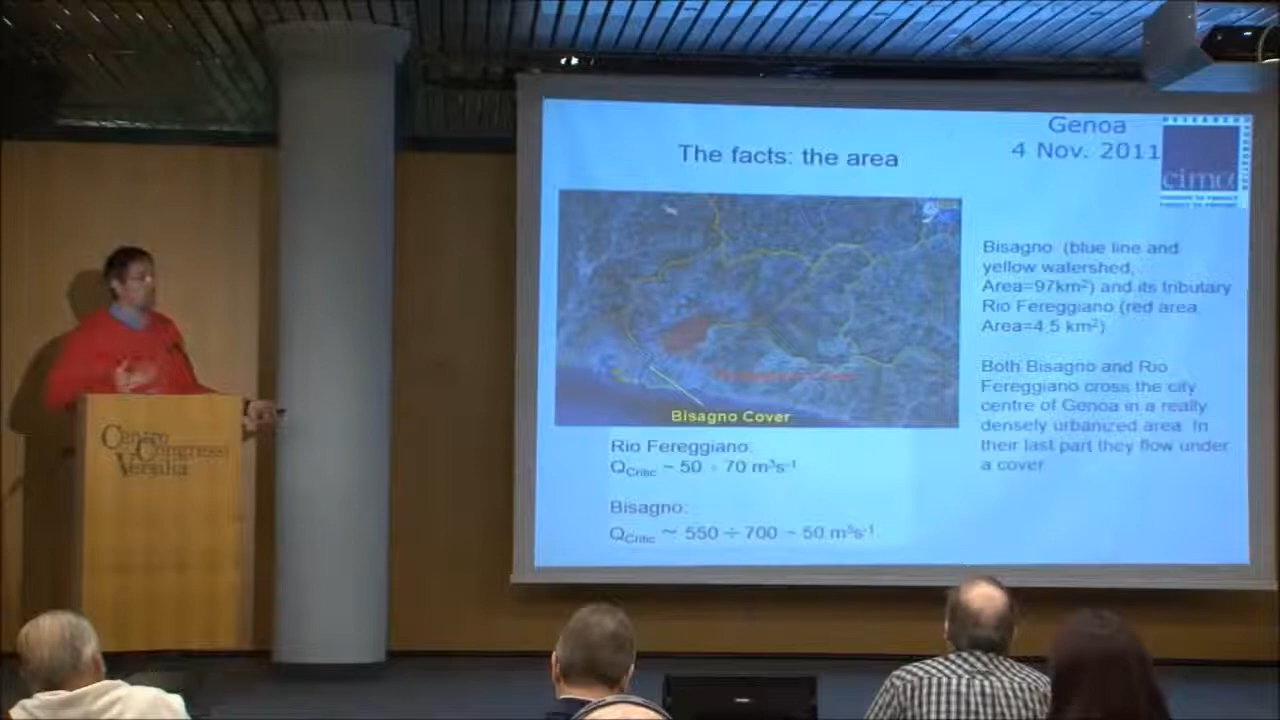 Genoa
4 Nov. 2011
The facts: the area
cima
RESEARCH
FOUNDATION
Bisagno (blue line and
yellow watershed,
Area=97km²) and its tributary
Rio Fereggiano (red area,
Area=4,5 km²)
Both Bisagno and Rio
Fereggiano cross the city
centre of Genoa in a really
densely urbanized area. In
their last part they flow under
a cover
Bisagno Cover
Rio Fereggiano:
QCritic ~ 50 ÷ 70 m³s-1
Bisagno:
QCritic ~ 550 ÷ 700 ~ 50 m³s-1
Centro
Congressi
Versilia